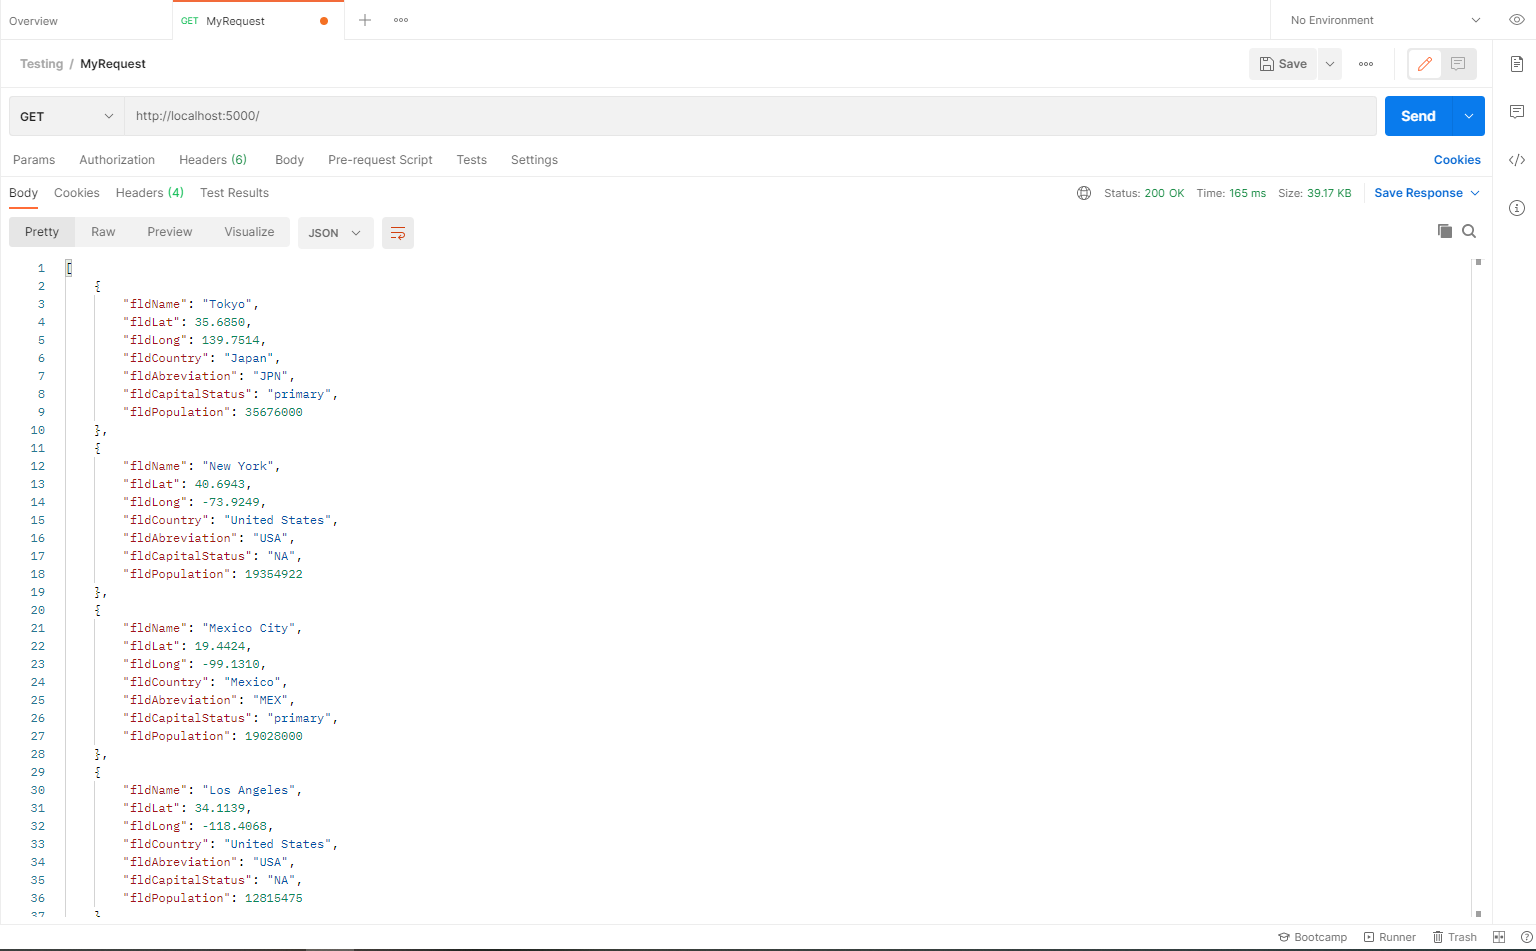 Overview
GET MyRequest
No Environment
Testing / MyRequest
Save
GET
http://localhost:5000/
Send
Params Authorization Headers (6) Body Pre-request Script Tests Settings
Cookies
Body Cookies Headers (4) Test Results
Status: 200 OK Time: 165 ms Size: 39.17 KB
Save Response
Pretty Raw Preview Visualize
JSON
1 [
2 {
3 "fldName": "Tokyo",
4 "fldLat": 35.6850,
5 "fldLong": 139.7514,
6 "fldCountry": "Japan",
7 "fldAbreviation": "JPN",
8 "fldCapitalStatus": "primary",
9 "fldPopulation": 35676000
10 },
11 {
12 "fldName": "New York",
13 "fldLat": 40.6943,
14 "fldLong": -73.9249,
15 "fldCountry": "United States",
16 "fldAbreviation": "USA",
17 "fldCapitalStatus": "NA",
18 "fldPopulation": 19354922
19 },
20 {
21 "fldName": "Mexico City",
22 "fldLat": 19.4424,
23 "fldLong": -99.1310,
24 "fldCountry": "Mexico",
25 "fldAbreviation": "MEX",
26 "fldCapitalStatus": "primary",
27 "fldPopulation": 19028000
28 },
29 {
30 "fldName": "Los Angeles",
31 "fldLat": 34.1139,
32 "fldLong": -118.4068,
33 "fldCountry": "United States",
34 "fldAbreviation": "USA",
35 "fldCapitalStatus": "NA",
36 "fldPopulation": 12815475
37 }
Bootcamp Runner Trash